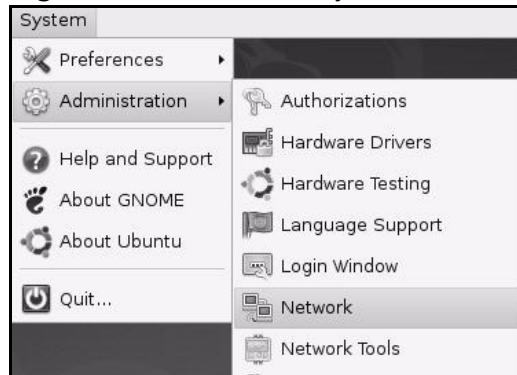 System
Preferences
Administration
Help and Support
About GNOME
About Ubuntu
Quit...
Authorizations
Hardware Drivers
Hardware Testing
Language Support
Login Window
Network
Network Tools